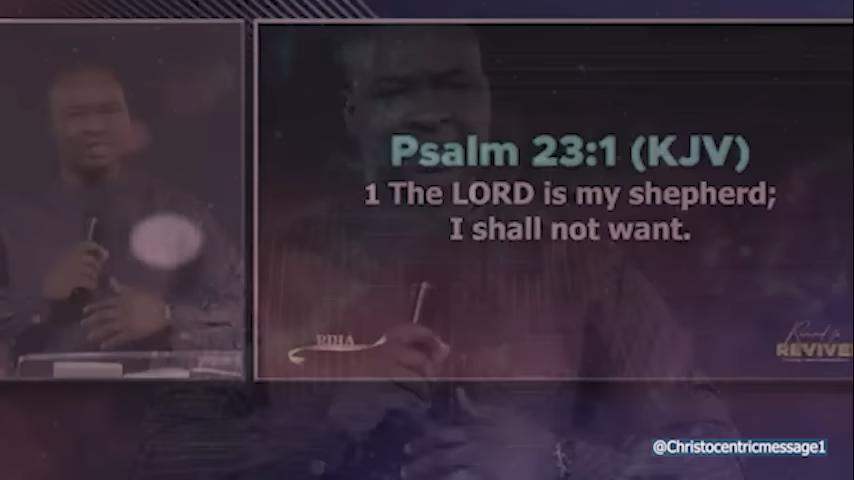 Psalm 23:1 (KJV)
1 The LORD is my shepherd;
I shall not want.
REVIVE
@Christocentricmessage1